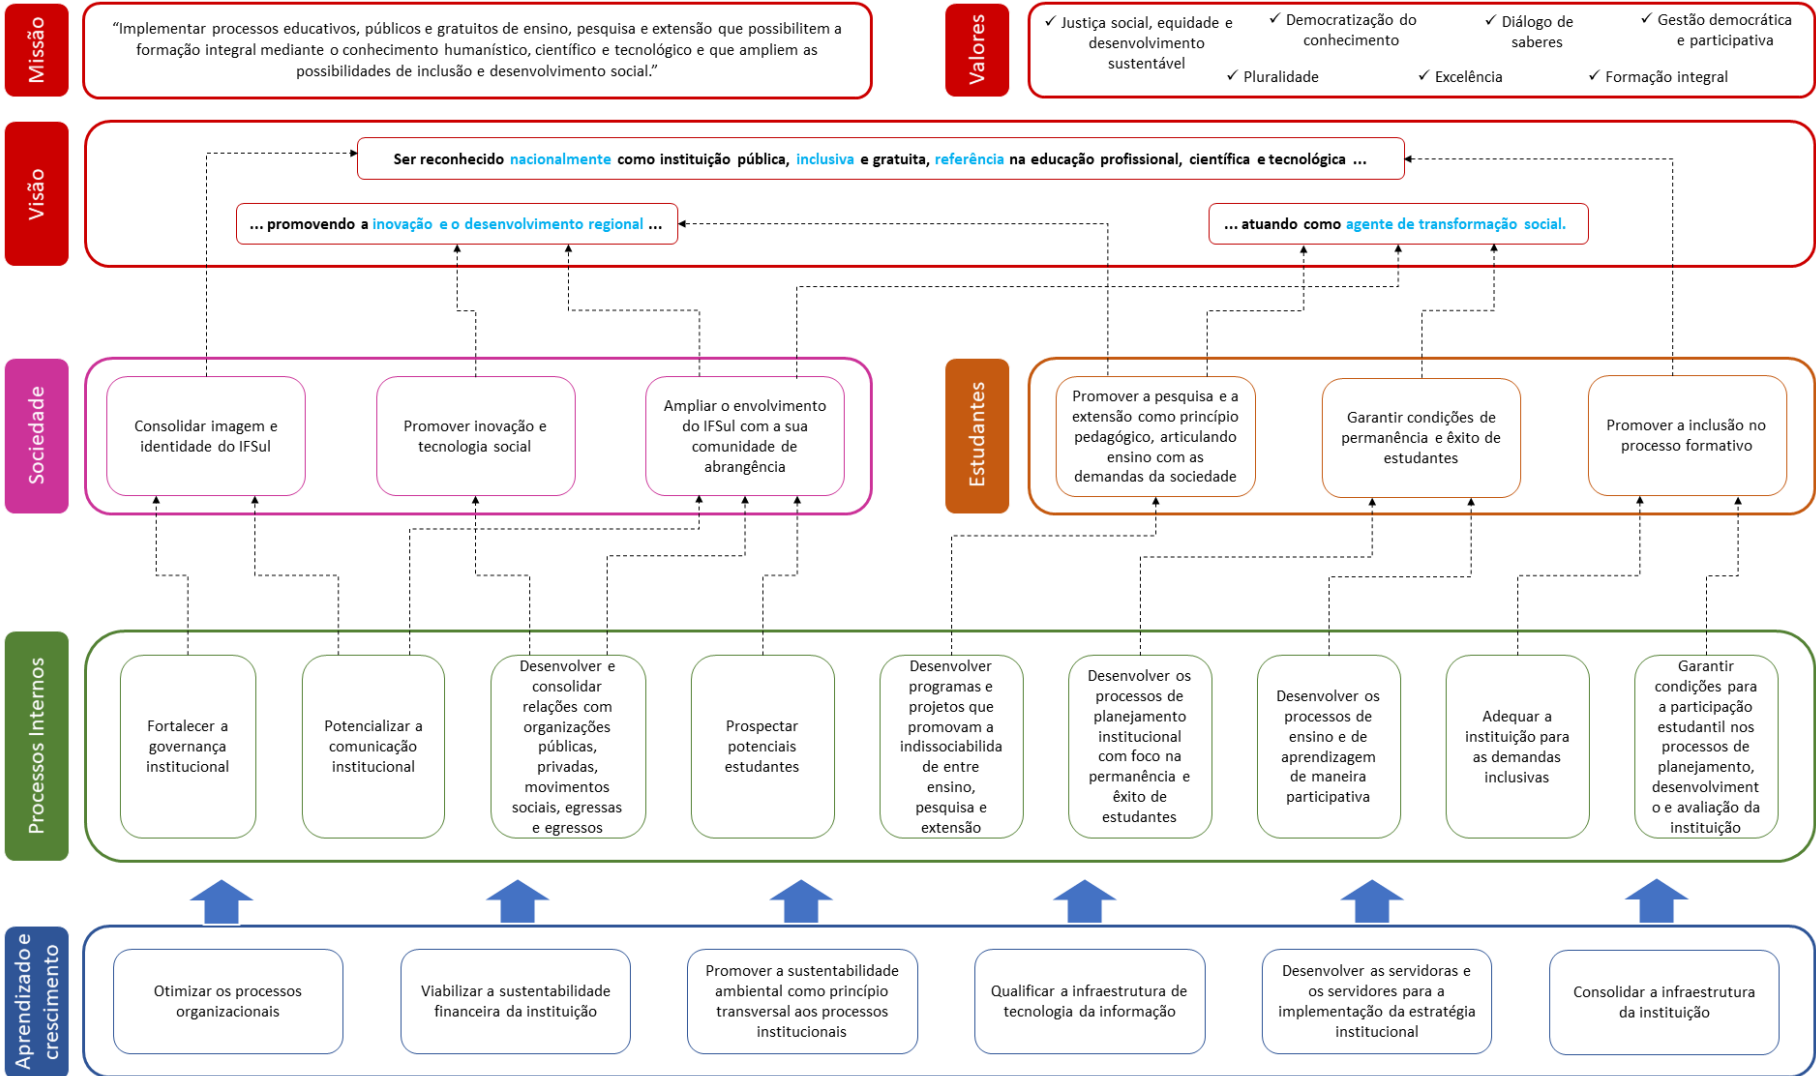 Missão
“Implementar processos educativos, públicos e gratuitos de ensino, pesquisa e extensão que possibilitem a
formação integral mediante o conhecimento humanístico, científico e tecnológico e que ampliem as
possibilidades de inclusão e desenvolvimento social.”
Valores
✓ Justiça social, equidade e
desenvolvimento
sustentável
✓ Democratização do
conhecimento
✓ Diálogo de
saberes
✓ Gestão democrática
e participativa
✓ Pluralidade
✓ Excelência
✓ Formação integral
Visão
Ser reconhecido nacionalmente como instituição pública, inclusiva e gratuita, referência na educação profissional, científica e tecnológica ...
... promovendo a inovação e o desenvolvimento regional ...
... atuando como agente de transformação social.
Sociedade
Consolidar imagem e
identidade do IFSul
Promover inovação e
tecnologia social
Ampliar o envolvimento
do IFSul com a sua
comunidade de
abrangência
Estudantes
Promover a pesquisa e a
extensão como princípio
pedagógico, articulando
ensino com as
demandas da sociedade
Garantir condições de
permanência e êxito de
estudantes
Promover a inclusão no
processo formativo
Processos Internos
Fortalecer a
governança
institucional
Potencializar a
comunicação
institucional
Desenvolver e
consolidar
relações com
organizações
públicas,
privadas,
movimentos
sociais, egressas
e egressos
Prospectar
potenciais
estudantes
Desenvolver
programas e
projetos que
promovam a
indissociabilida
de entre
ensino,
pesquisa e
extensão
Desenvolver os
processos de
planejamento
institucional
com foco na
permanência e
êxito de
estudantes
Desenvolver os
processos de
ensino e de
aprendizagem
de maneira
participativa
Adequar a
instituição para
as demandas
inclusivas
Garantir
condições para
a participação
estudantil nos
processos de
planejamento,
desenvolviment
o e avaliação da
instituição
Aprendizado e
crescimento
Otimizar os processos
organizacionais
Viabilizar a sustentabilidade
financeira da instituição
Promover a sustentabilidade
ambiental como princípio
transversal aos processos
institucionais
Qualificar a infraestrutura de
tecnologia da informação
Desenvolver as servidoras e
os servidores para a
implementação da estratégia
institucional
Consolidar a infraestrutura
da instituição